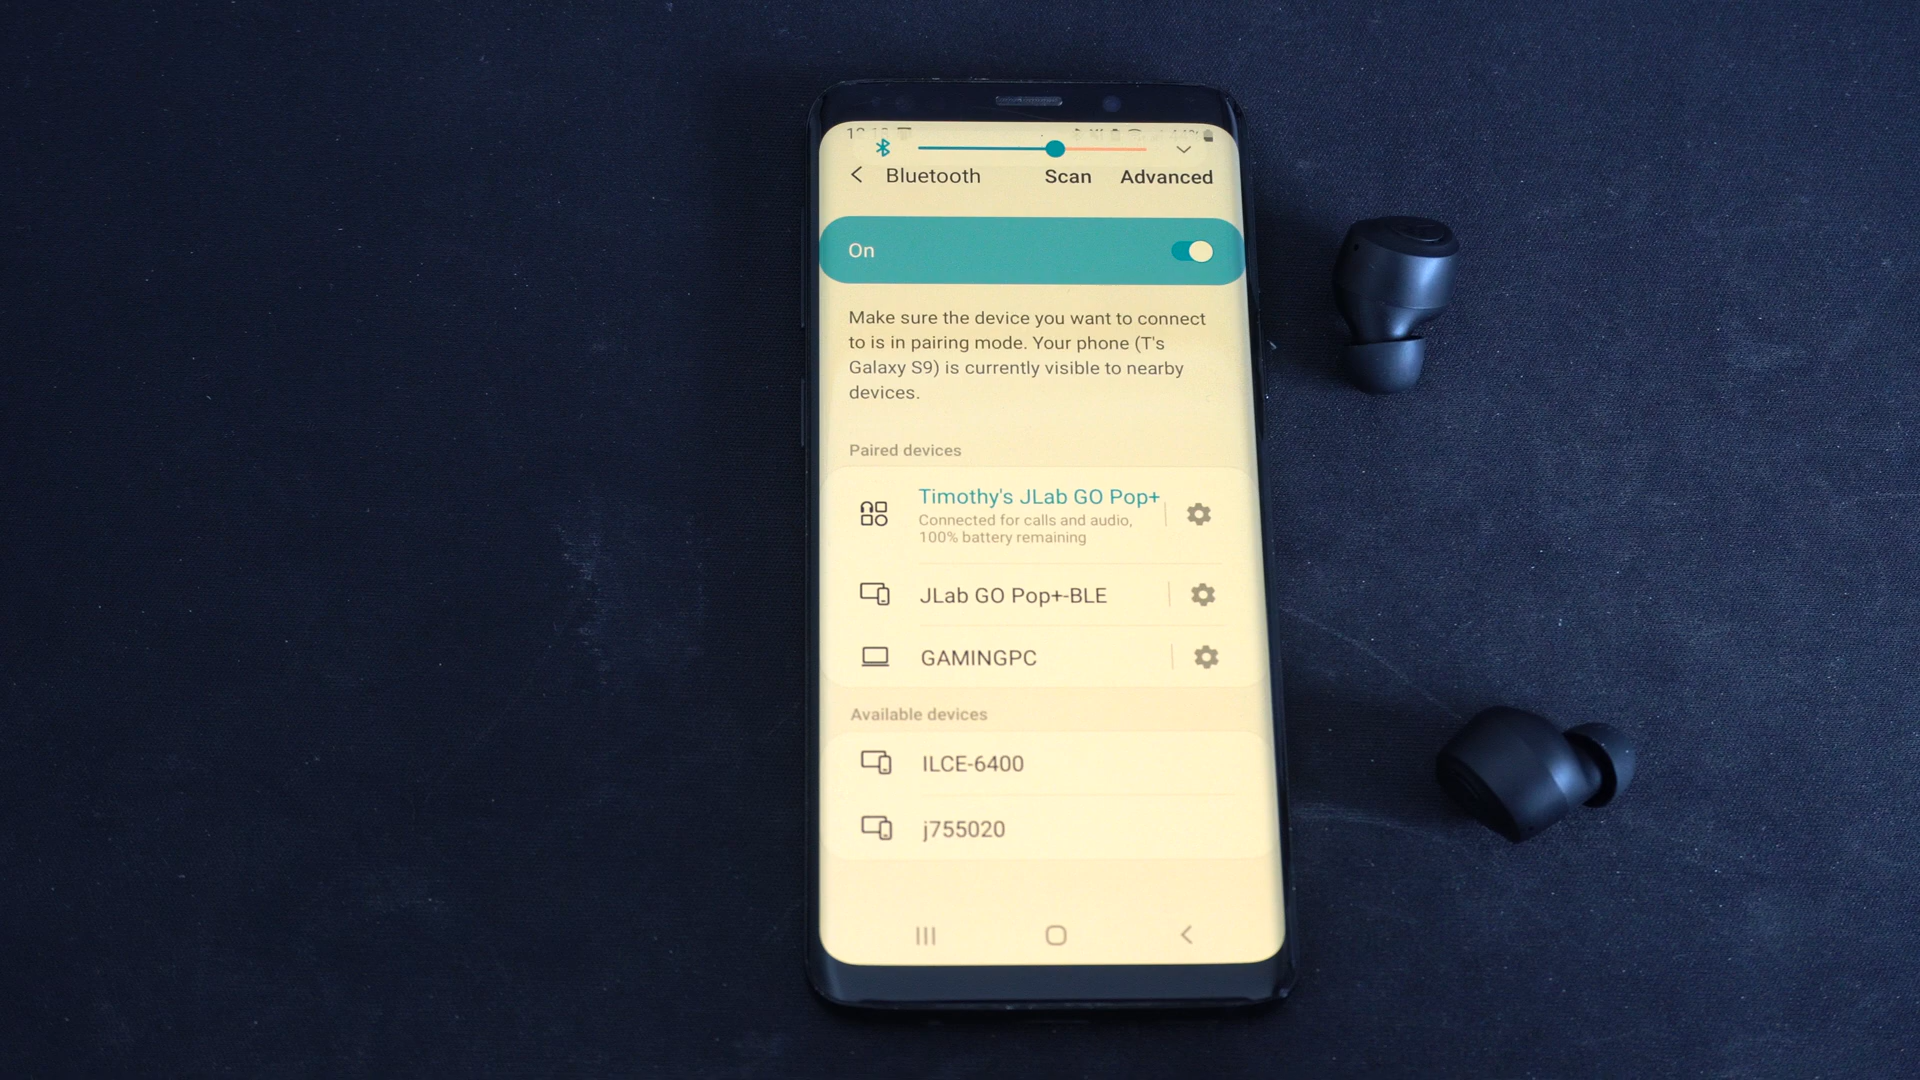 Bluetooth Scan Advanced
On
Make sure the device you want to connect
to is in pairing mode. Your phone (T's
Galaxy S9) is currently visible to nearby
devices.
Paired devices
Timothy's JLab GO Pop+
Connected for calls and audio,
100% battery remaining
JLab GO Pop+-BLE
GAMINGPC
Available devices
ILCE-6400
j755020